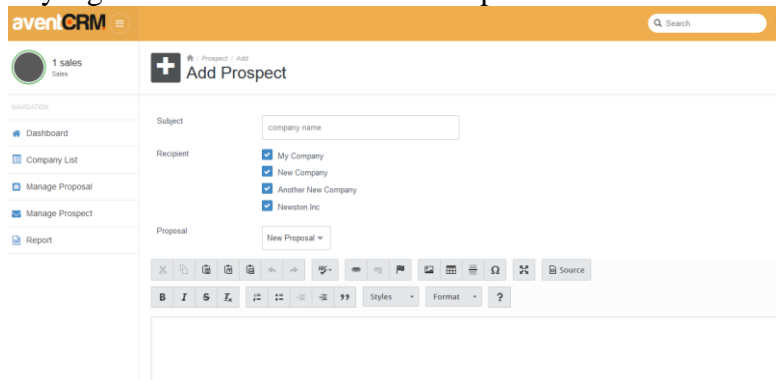 aventCRM
Search
1 sales
Sales
/ Prospect / Add
Add Prospect
NAVIGATION
Dashboard
Company List
Manage Proposal
Manage Prospect
Report
Subject
company name
Recipient
My Company
New Company
Another New Company
Newston.Inc
Proposal
New Proposal
Source
B I S Ix Styles Format ?